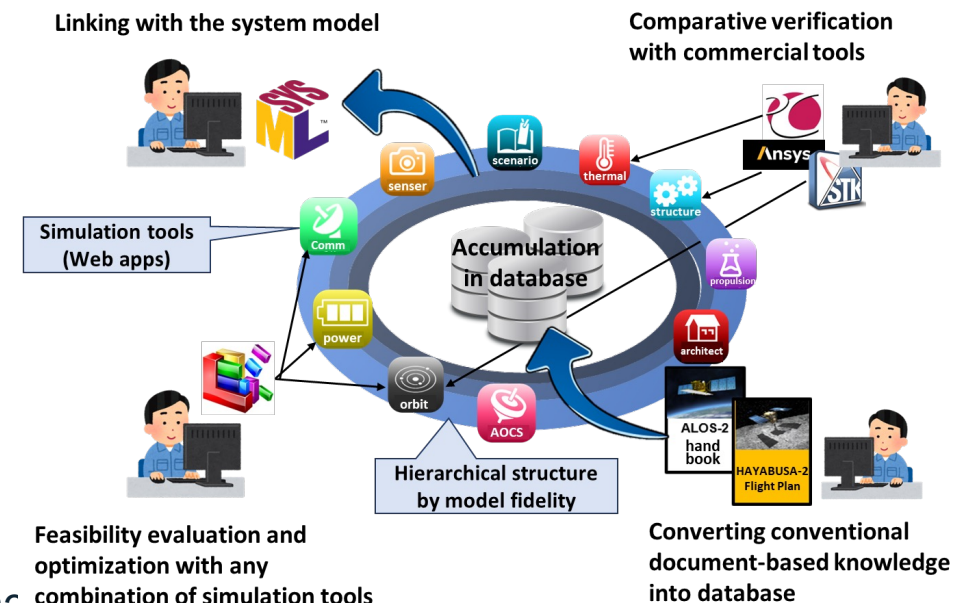 Linking with the system model
Comparative verification
with commercial tools
SYS
ML™
scenario
senser
thermal
Ansys
STK
structure
Simulation tools
(Web apps)
Comm
Accumulation
in database
propulsion
power
architect
orbit
AOCS
ALOS-2
hand
book
HAYABUSA-2
Flight Plan
Hierarchical structure
by model fidelity
Feasibility evaluation and
optimization with any
combination of simulation tools
Converting conventional
document-based knowledge
into database